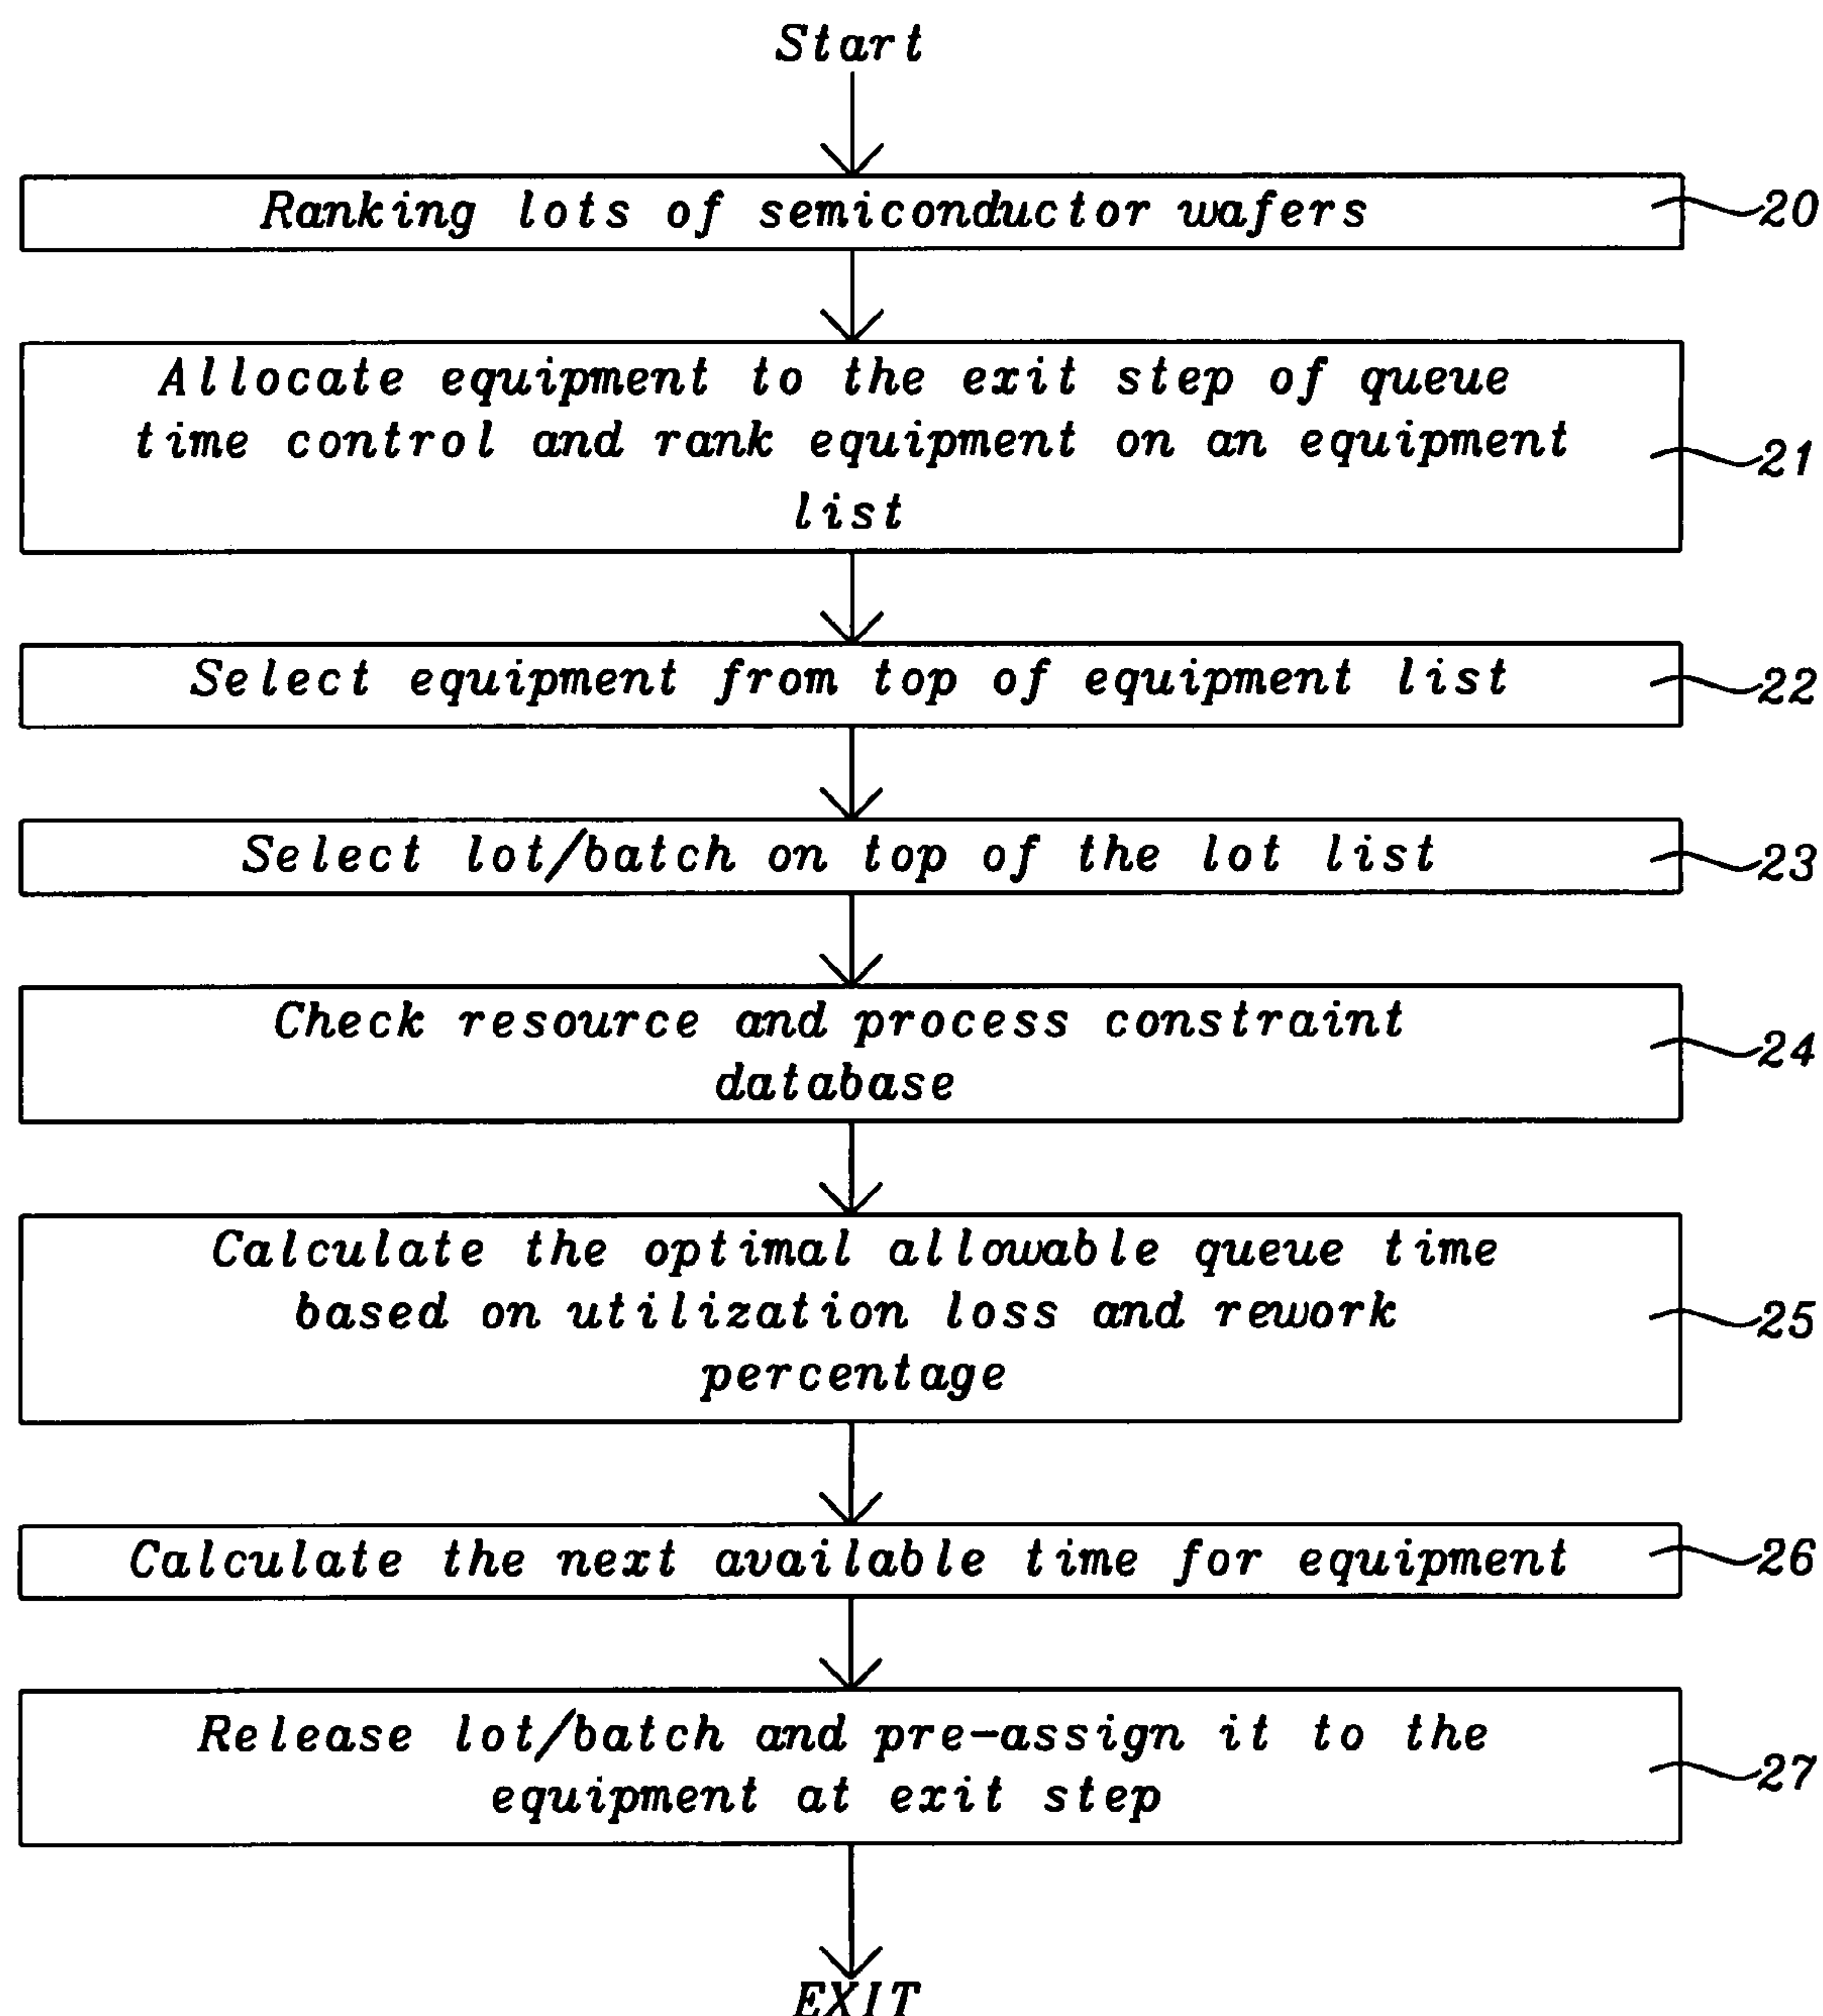 Start
Ranking lots of semiconductor wafers
20
Allocate equipment to the exit step of queue
time control and rank equipment on an equipment
list
21
Select equipment from top of equipment list
22
Select lot/batch on top of the lot list
23
Check resource and process constraint
database
24
Calculate the optimal allowable queue time
based on utilization loss and rework
percentage
25
Calculate the next available time for equipment
26
Release lot/batch and pre-assign it to the
equipment at exit step
27
EXIT